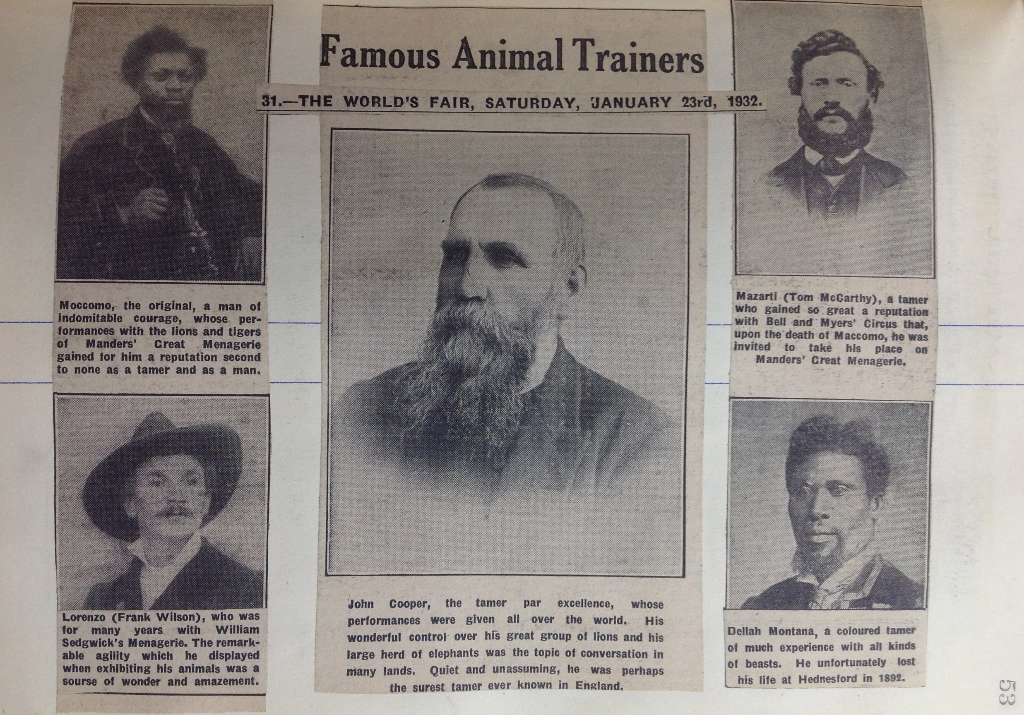 Famous Animal Trainers
31.—THE WORLD'S FAIR, SATURDAY, JANUARY 23rd, 1932.
Moccomo, the original, a man of
indomitable courage, whose per-
formances with the lions and tigers
of Manders' Great Menagerie
gained for him a reputation second
to none as a tamer and as a man.
Lorenzo (Frank Wilson), who was
for many years with William
Sedgwick's Menagerie. The remark-
able agility which he displayed
when exhibiting his animals was a
sourse of wonder and amazement.
John Cooper, the tamer par excellence, whose
performances were given all over the world. His
wonderful control over his great group of lions and his
large herd of elephants was the topic of conversation in
many lands. Quiet and unassuming, he was perhaps
the surest tamer ever known in England.
Mazarti (Tom McCarthy), a tamer
who gained so great a reputation
with Bell and Myers' Circus that,
upon the death of Maccomo, he was
invited to take his place on
Manders' Great Menagerie.
Dellah Montana, a coloured tamer
of much experience with all kinds
of beasts. He unfortunately lost
his life at Hednesford in 1892.
53